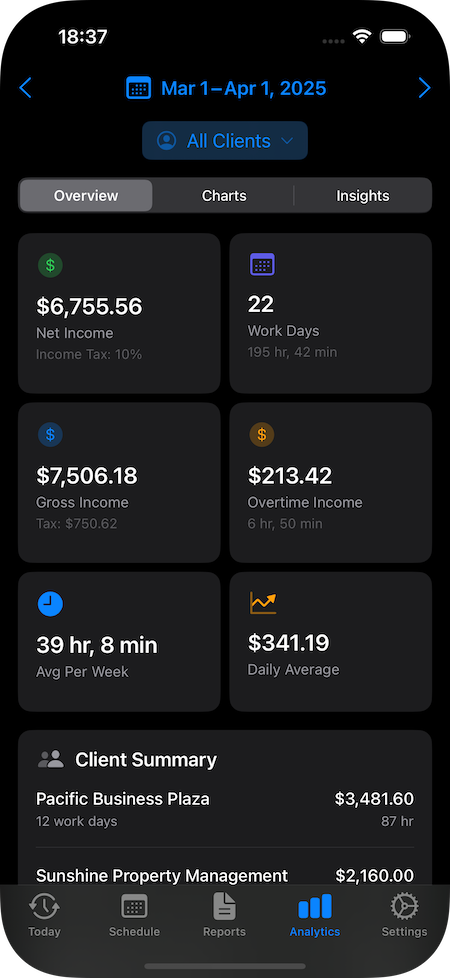 18:37
Mar 1 – Apr 1, 2025
All Clients
Overview
Charts
Insights
$6,755.56
Net Income
Income Tax: 10%
22
Work Days
195 hr, 42 min
$7,506.18
Gross Income
Tax: $750.62
$213.42
Overtime Income
6 hr, 50 min
39 hr, 8 min
Avg Per Week
$341.19
Daily Average
Client Summary
Pacific Business Plaza $3,481.60
12 work days 87 hr
Sunshine Property Management $2,160.00
Today
Schedule
Reports
Analytics
Settings